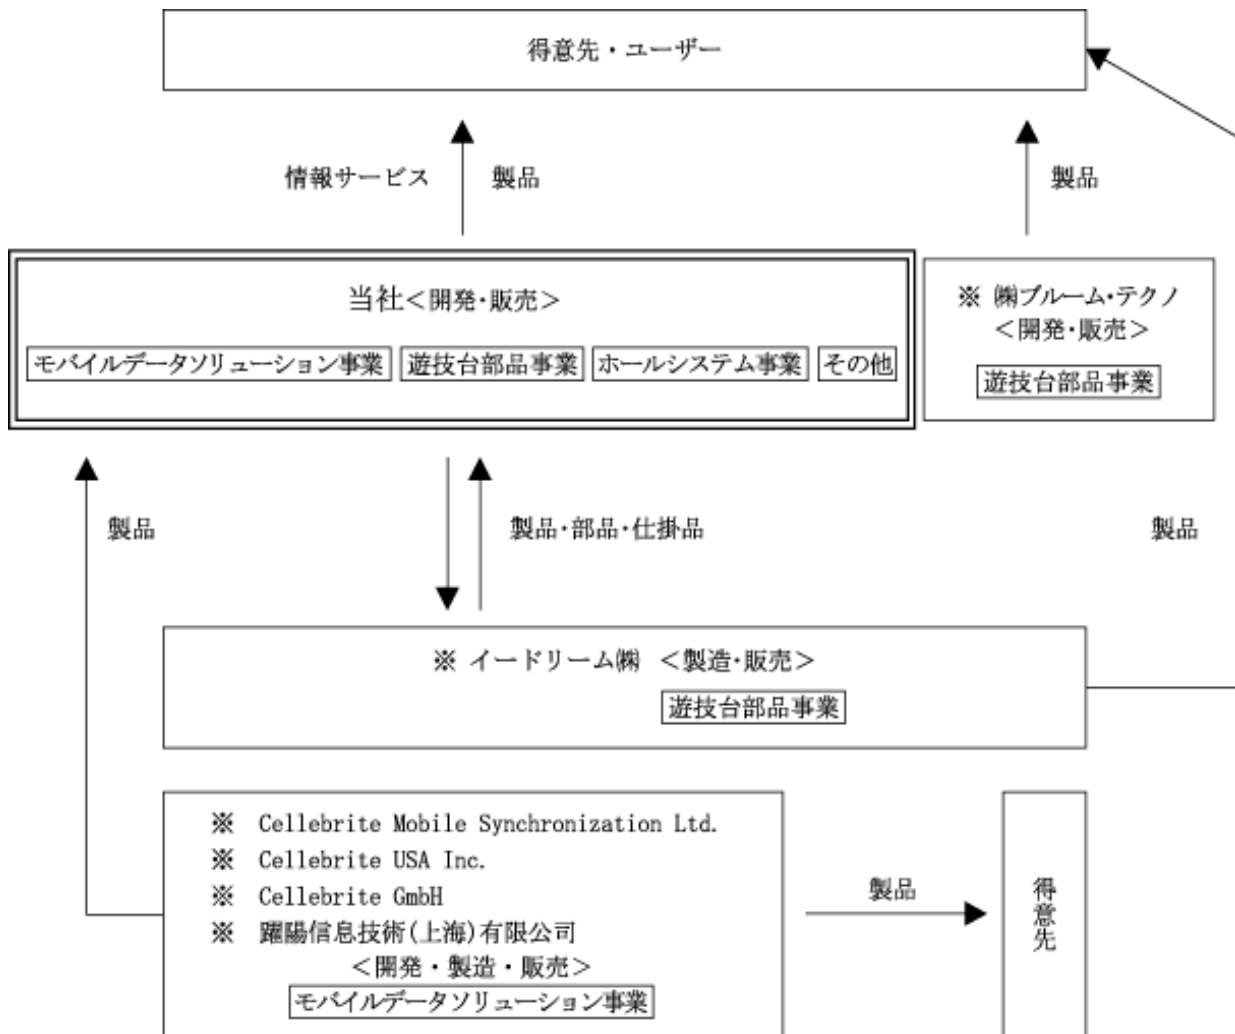 得意先・ユーザー
情報サービス 製品
製品
当社＜開発・販売＞
モバイルデータソリューション事業 遊技台部品事業 ホールシステム事業 その他
※ ㈱ブルーム・テクノ
＜開発・販売＞
遊技台部品事業
製品
製品・部品・仕掛品
製品
※ イードリーム㈱ ＜製造・販売＞
遊技台部品事業
※ Cellebrite Mobile Synchronization Ltd.
※ Cellebrite USA Inc.
※ Cellebrite GmbH
※ 躍陽信息技術(上海)有限公司
＜開発・製造・販売＞
モバイルデータソリューション事業
製品
得意先